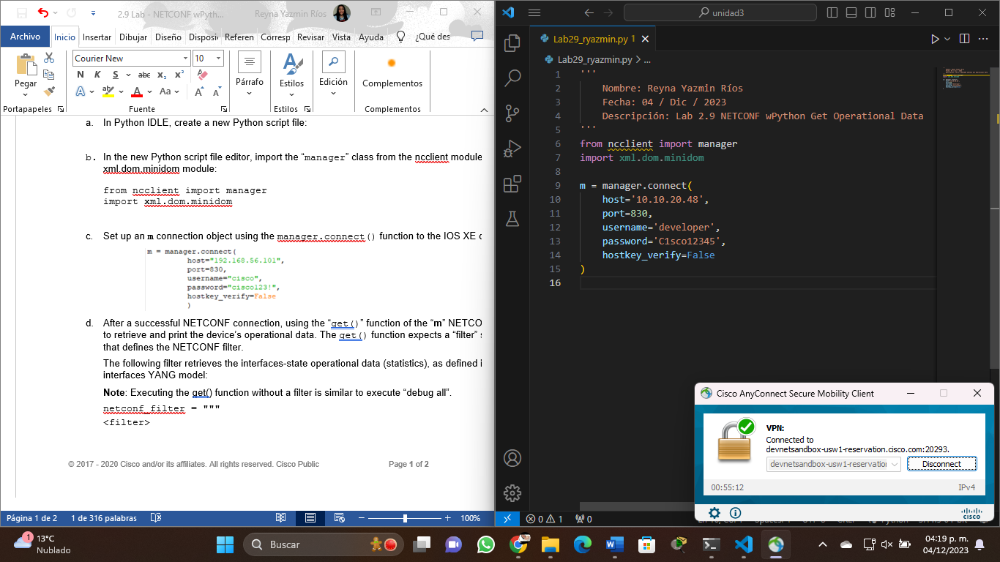 2.9 Lab - NETCONF wPyth...
Reyna Yazmin Ríos
Archivo
Inicio
Insertar
Dibujar
Diseño
Disposi
Referen
Corresp
Revisar
Vista
Ayuda
¿Qué des
Pegar
Courier New
10
N K S abc x₂ x²
A ab A Aa A A
Párrafo
Estilos
Edición
Complementos
Portapapeles
Fuente
Estilos
Complementos
a. In Python IDLE, create a new Python script file:
b. In the new Python script file editor, import the “manager” class from the ncclient module
xml.dom.minidom module:
from ncclient import manager
import xml.dom.minidom
c. Set up an m connection object using the manager.connect() function to the IOS XE
m = manager.connect(
host="192.168.56.101",
port=830,
username="cisco",
password="cisco123!",
hostkey_verify=False
)
d. After a successful NETCONF connection, using the “get()” function of the “m” NETCO
to retrieve and print the device’s operational data. The get() function expects a “filter”
that defines the NETCONF filter.
The following filter retrieves the interfaces-state operational data (statistics), as defined i
interfaces YANG model:
Note: Executing the get() function without a filter is similar to execute “debug all”.
netconf_filter = """
<filter>
© 2017 - 2020 Cisco and/or its affiliates. All rights reserved. Cisco Public
Page 1 of 2
Página 1 de 2
1 de 316 palabras
100%
unidad3
Lab29_ryazmin.py 1
Lab29_ryazmin.py > ...
1 '''
2 Nombre: Reyna Yazmin Ríos
3 Fecha: 04 / Dic / 2023
4 Descripción: Lab 2.9 NETCONF wPython Get Operational Data
5 '''
6 from ncclient import manager
7 import xml.dom.minidom
8
9 m = manager.connect(
10 host='10.10.20.48',
11 port=830,
12 username='developer',
13 password='C1sco12345',
14 hostkey_verify=False
15 )
16
0 1 0
Cisco AnyConnect Secure Mobility Client
VPN:
Connected to
devnetsandbox-usw1-reservation.cisco.com:20293.
devnetsandbox-usw1-reservation
Disconnect
00:55:12
IPv4
CISCO
1
13°C
Nublado
Buscar
04:19 p. m.
04/12/2023